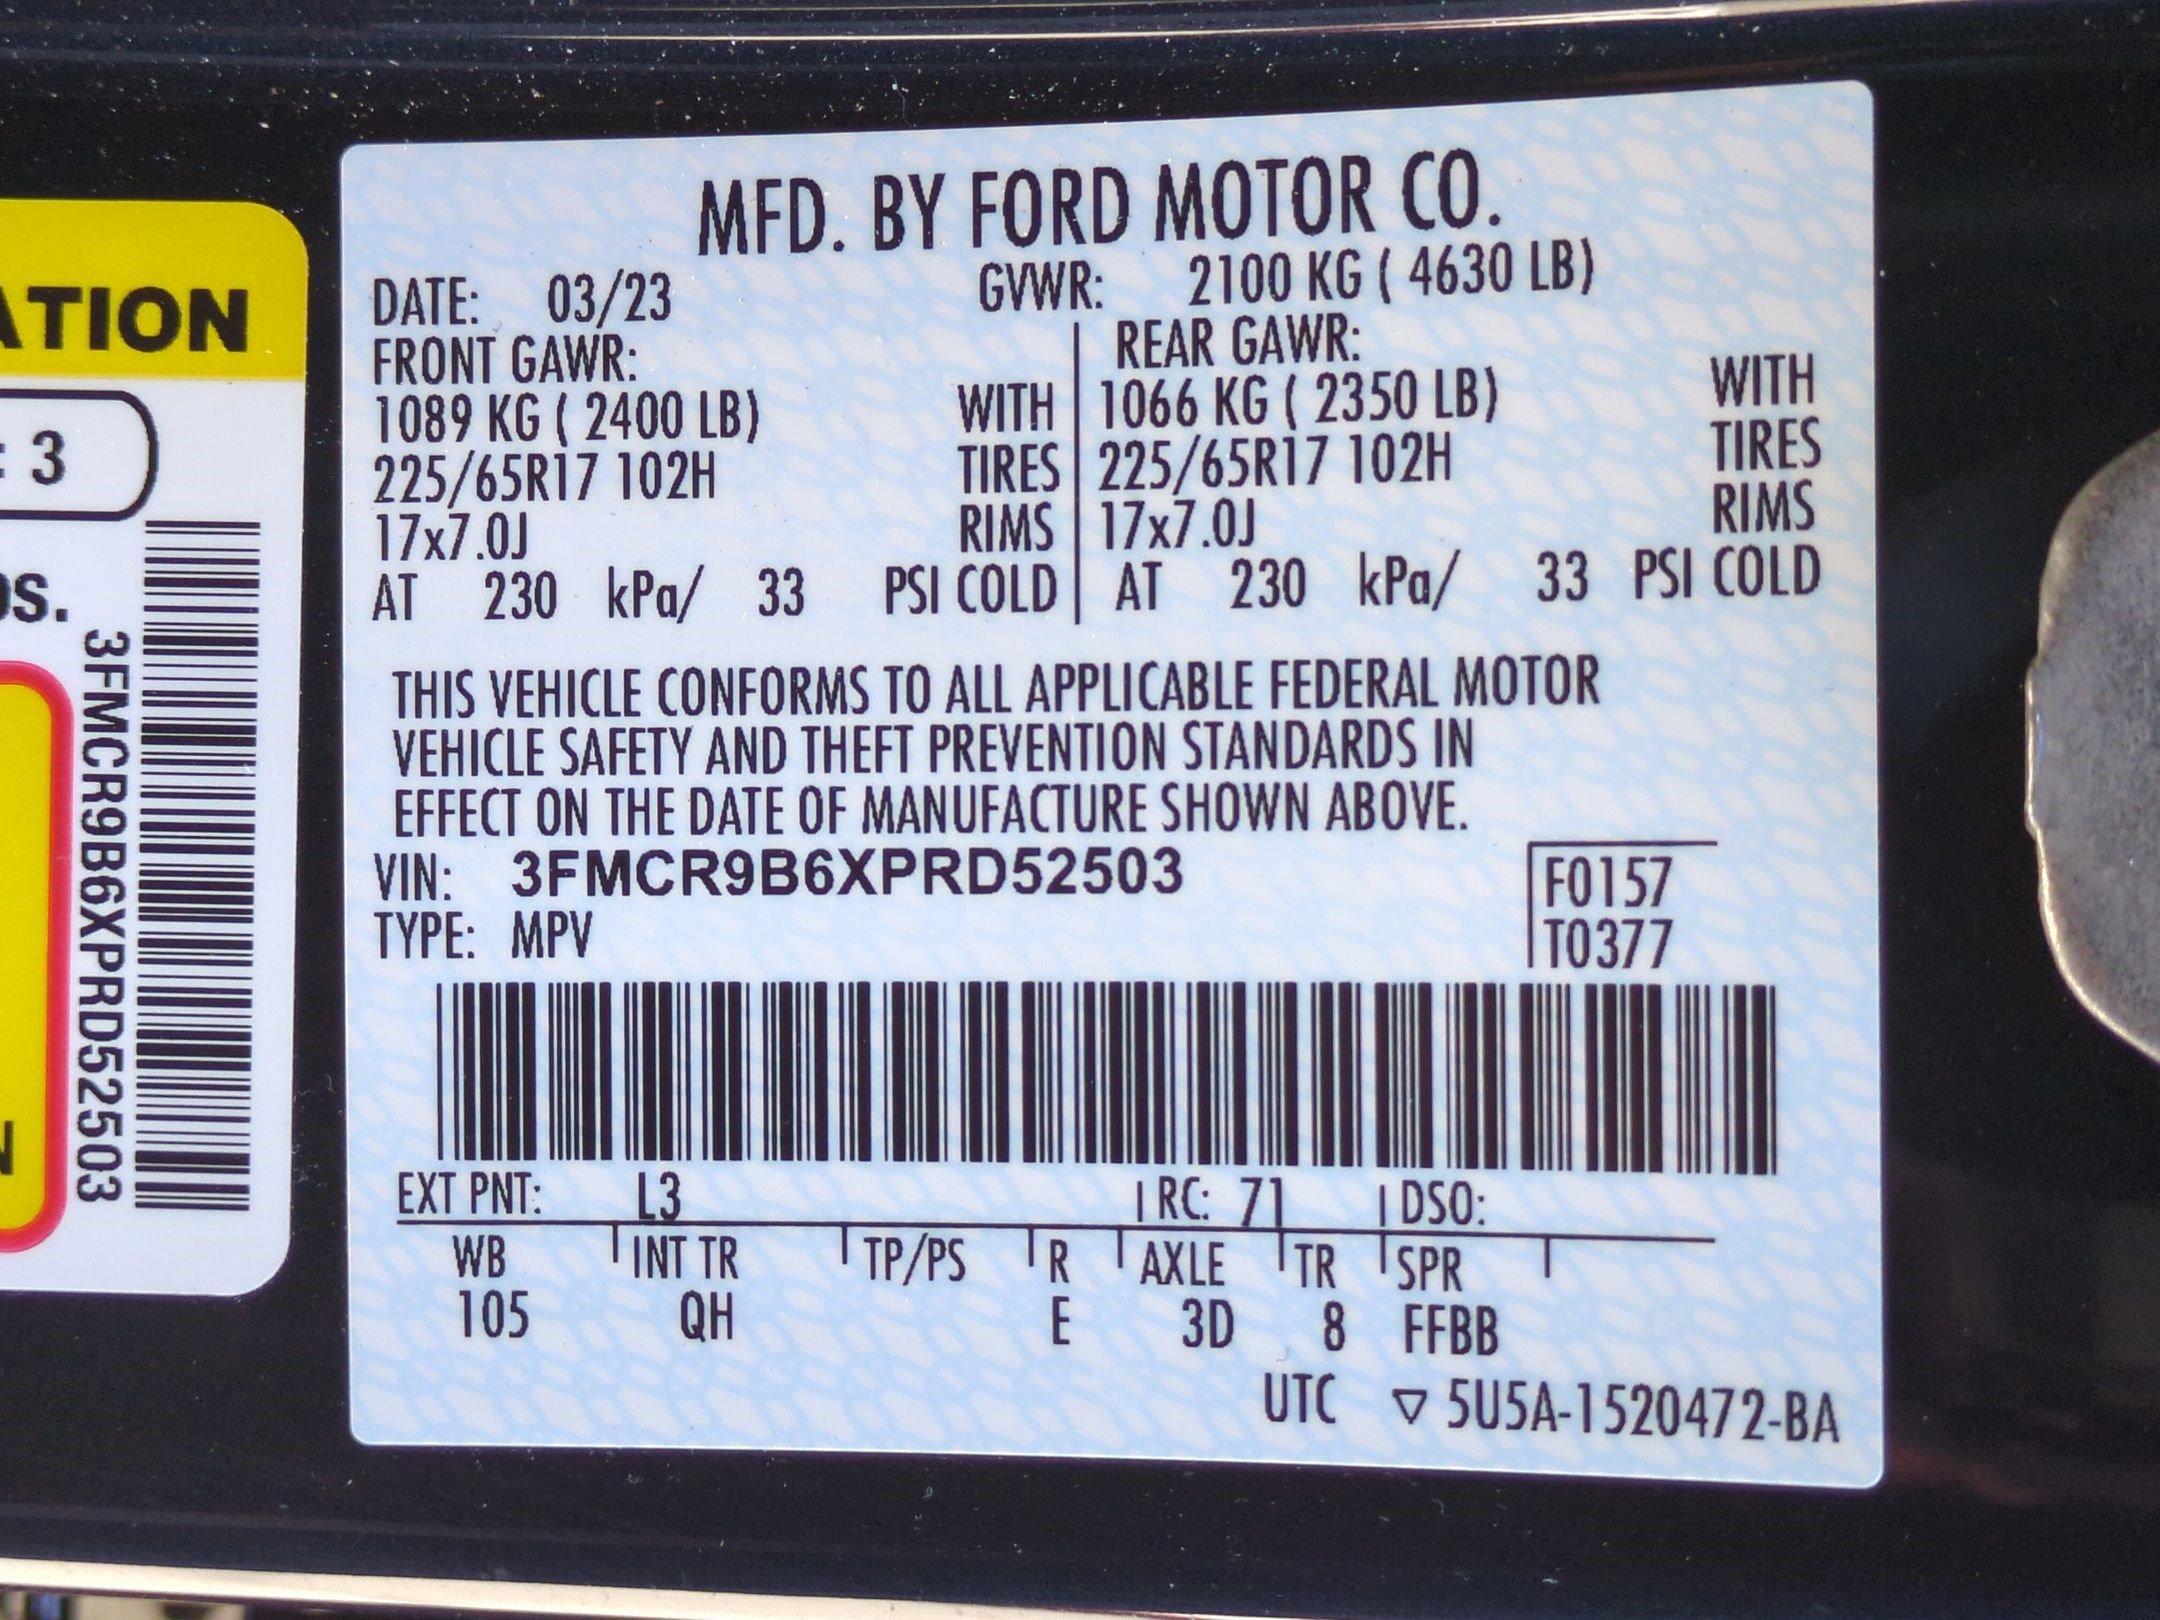 ATION
: 3
os.
3FMCR9B6XPRD52503
N
MFD. BY FORD MOTOR CO.
DATE: 03/23 GVWR: 2100 KG ( 4630 LB)
FRONT GAWR: REAR GAWR:
1089 KG ( 2400 LB) WITH 1066 KG ( 2350 LB) WITH
225/65R17 102H TIRES 225/65R17 102H TIRES
17x7.0J RIMS 17x7.0J RIMS
AT 230 kPa/ 33 PSI COLD AT 230 kPa/ 33 PSI COLD
THIS VEHICLE CONFORMS TO ALL APPLICABLE FEDERAL MOTOR
VEHICLE SAFETY AND THEFT PREVENTION STANDARDS IN
EFFECT ON THE DATE OF MANUFACTURE SHOWN ABOVE.
VIN: 3FMCR9B6XPRD52503 F0157
TYPE: MPV T0377
EXT PNT: L3 RC: 71 DSO:
WB INT TR TP/PS R AXLE TR SPR
105 QH E 3D 8 FFBB
UTC ▽ 5U5A-1520472-BA